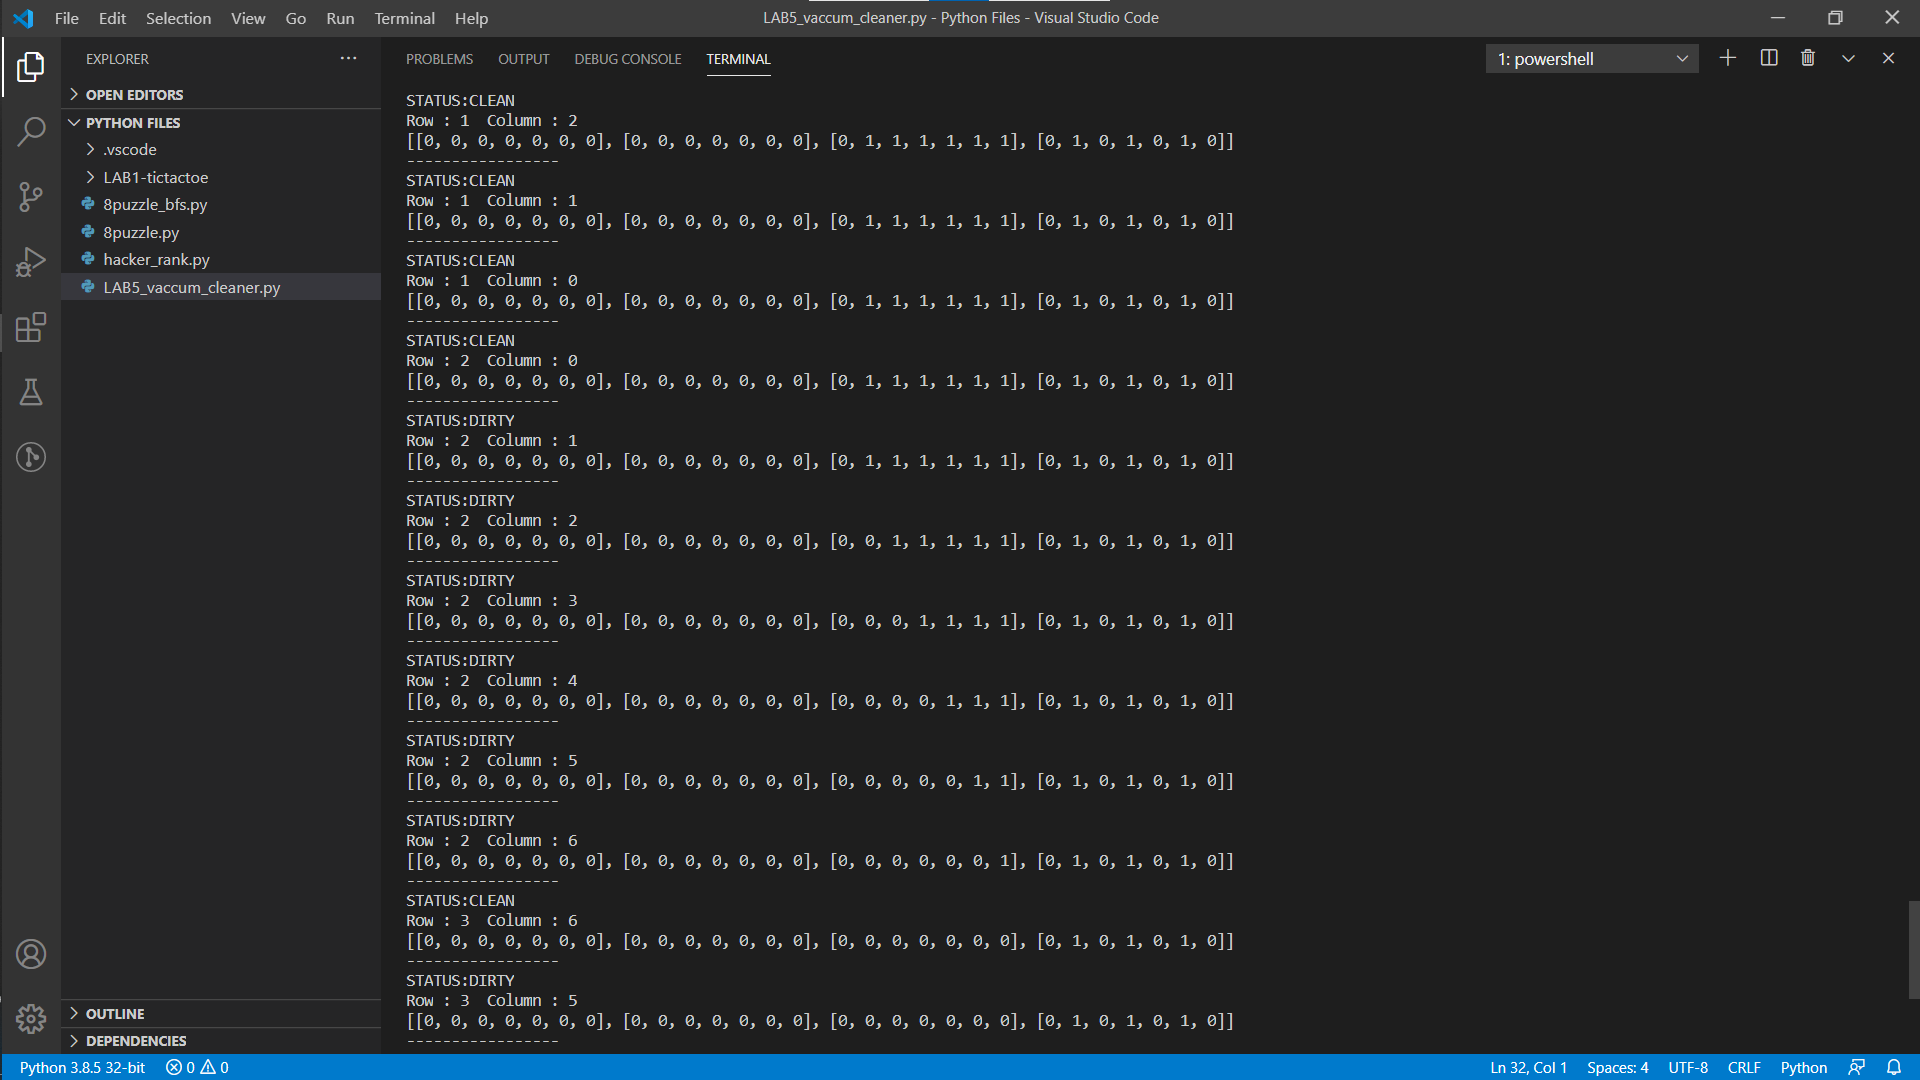 File Edit Selection View Go Run Terminal Help
LAB5_vaccum_cleaner.py - Python Files - Visual Studio Code
EXPLORER
OPEN EDITORS
PYTHON FILES
.vscode
LAB1-tictactoe
8puzzle_bfs.py
8puzzle.py
hacker_rank.py
LAB5_vaccum_cleaner.py
OUTLINE
DEPENDENCIES
PROBLEMS OUTPUT DEBUG CONSOLE TERMINAL
1: powershell
STATUS:CLEAN
Row : 1  Column : 2
[[0, 0, 0, 0, 0, 0, 0], [0, 0, 0, 0, 0, 0, 0], [0, 1, 1, 1, 1, 1, 1], [0, 1, 0, 1, 0, 1, 0]]
-----------------
STATUS:CLEAN
Row : 1  Column : 1
[[0, 0, 0, 0, 0, 0, 0], [0, 0, 0, 0, 0, 0, 0], [0, 1, 1, 1, 1, 1, 1], [0, 1, 0, 1, 0, 1, 0]]
-----------------
STATUS:CLEAN
Row : 1  Column : 0
[[0, 0, 0, 0, 0, 0, 0], [0, 0, 0, 0, 0, 0, 0], [0, 1, 1, 1, 1, 1, 1], [0, 1, 0, 1, 0, 1, 0]]
-----------------
STATUS:CLEAN
Row : 2  Column : 0
[[0, 0, 0, 0, 0, 0, 0], [0, 0, 0, 0, 0, 0, 0], [0, 1, 1, 1, 1, 1, 1], [0, 1, 0, 1, 0, 1, 0]]
-----------------
STATUS:DIRTY
Row : 2  Column : 1
[[0, 0, 0, 0, 0, 0, 0], [0, 0, 0, 0, 0, 0, 0], [0, 1, 1, 1, 1, 1, 1], [0, 1, 0, 1, 0, 1, 0]]
-----------------
STATUS:DIRTY
Row : 2  Column : 2
[[0, 0, 0, 0, 0, 0, 0], [0, 0, 0, 0, 0, 0, 0], [0, 0, 1, 1, 1, 1, 1], [0, 1, 0, 1, 0, 1, 0]]
-----------------
STATUS:DIRTY
Row : 2  Column : 3
[[0, 0, 0, 0, 0, 0, 0], [0, 0, 0, 0, 0, 0, 0], [0, 0, 0, 1, 1, 1, 1], [0, 1, 0, 1, 0, 1, 0]]
-----------------
STATUS:DIRTY
Row : 2  Column : 4
[[0, 0, 0, 0, 0, 0, 0], [0, 0, 0, 0, 0, 0, 0], [0, 0, 0, 0, 1, 1, 1], [0, 1, 0, 1, 0, 1, 0]]
-----------------
STATUS:DIRTY
Row : 2  Column : 5
[[0, 0, 0, 0, 0, 0, 0], [0, 0, 0, 0, 0, 0, 0], [0, 0, 0, 0, 0, 1, 1], [0, 1, 0, 1, 0, 1, 0]]
-----------------
STATUS:DIRTY
Row : 2  Column : 6
[[0, 0, 0, 0, 0, 0, 0], [0, 0, 0, 0, 0, 0, 0], [0, 0, 0, 0, 0, 0, 1], [0, 1, 0, 1, 0, 1, 0]]
-----------------
STATUS:CLEAN
Row : 3  Column : 6
[[0, 0, 0, 0, 0, 0, 0], [0, 0, 0, 0, 0, 0, 0], [0, 0, 0, 0, 0, 0, 0], [0, 1, 0, 1, 0, 1, 0]]
-----------------
STATUS:DIRTY
Row : 3  Column : 5
[[0, 0, 0, 0, 0, 0, 0], [0, 0, 0, 0, 0, 0, 0], [0, 0, 0, 0, 0, 0, 0], [0, 1, 0, 1, 0, 1, 0]]
-----------------
Python 3.8.5 32-bit 0 0 Ln 32, Col 1 Spaces: 4 UTF-8 CRLF Python